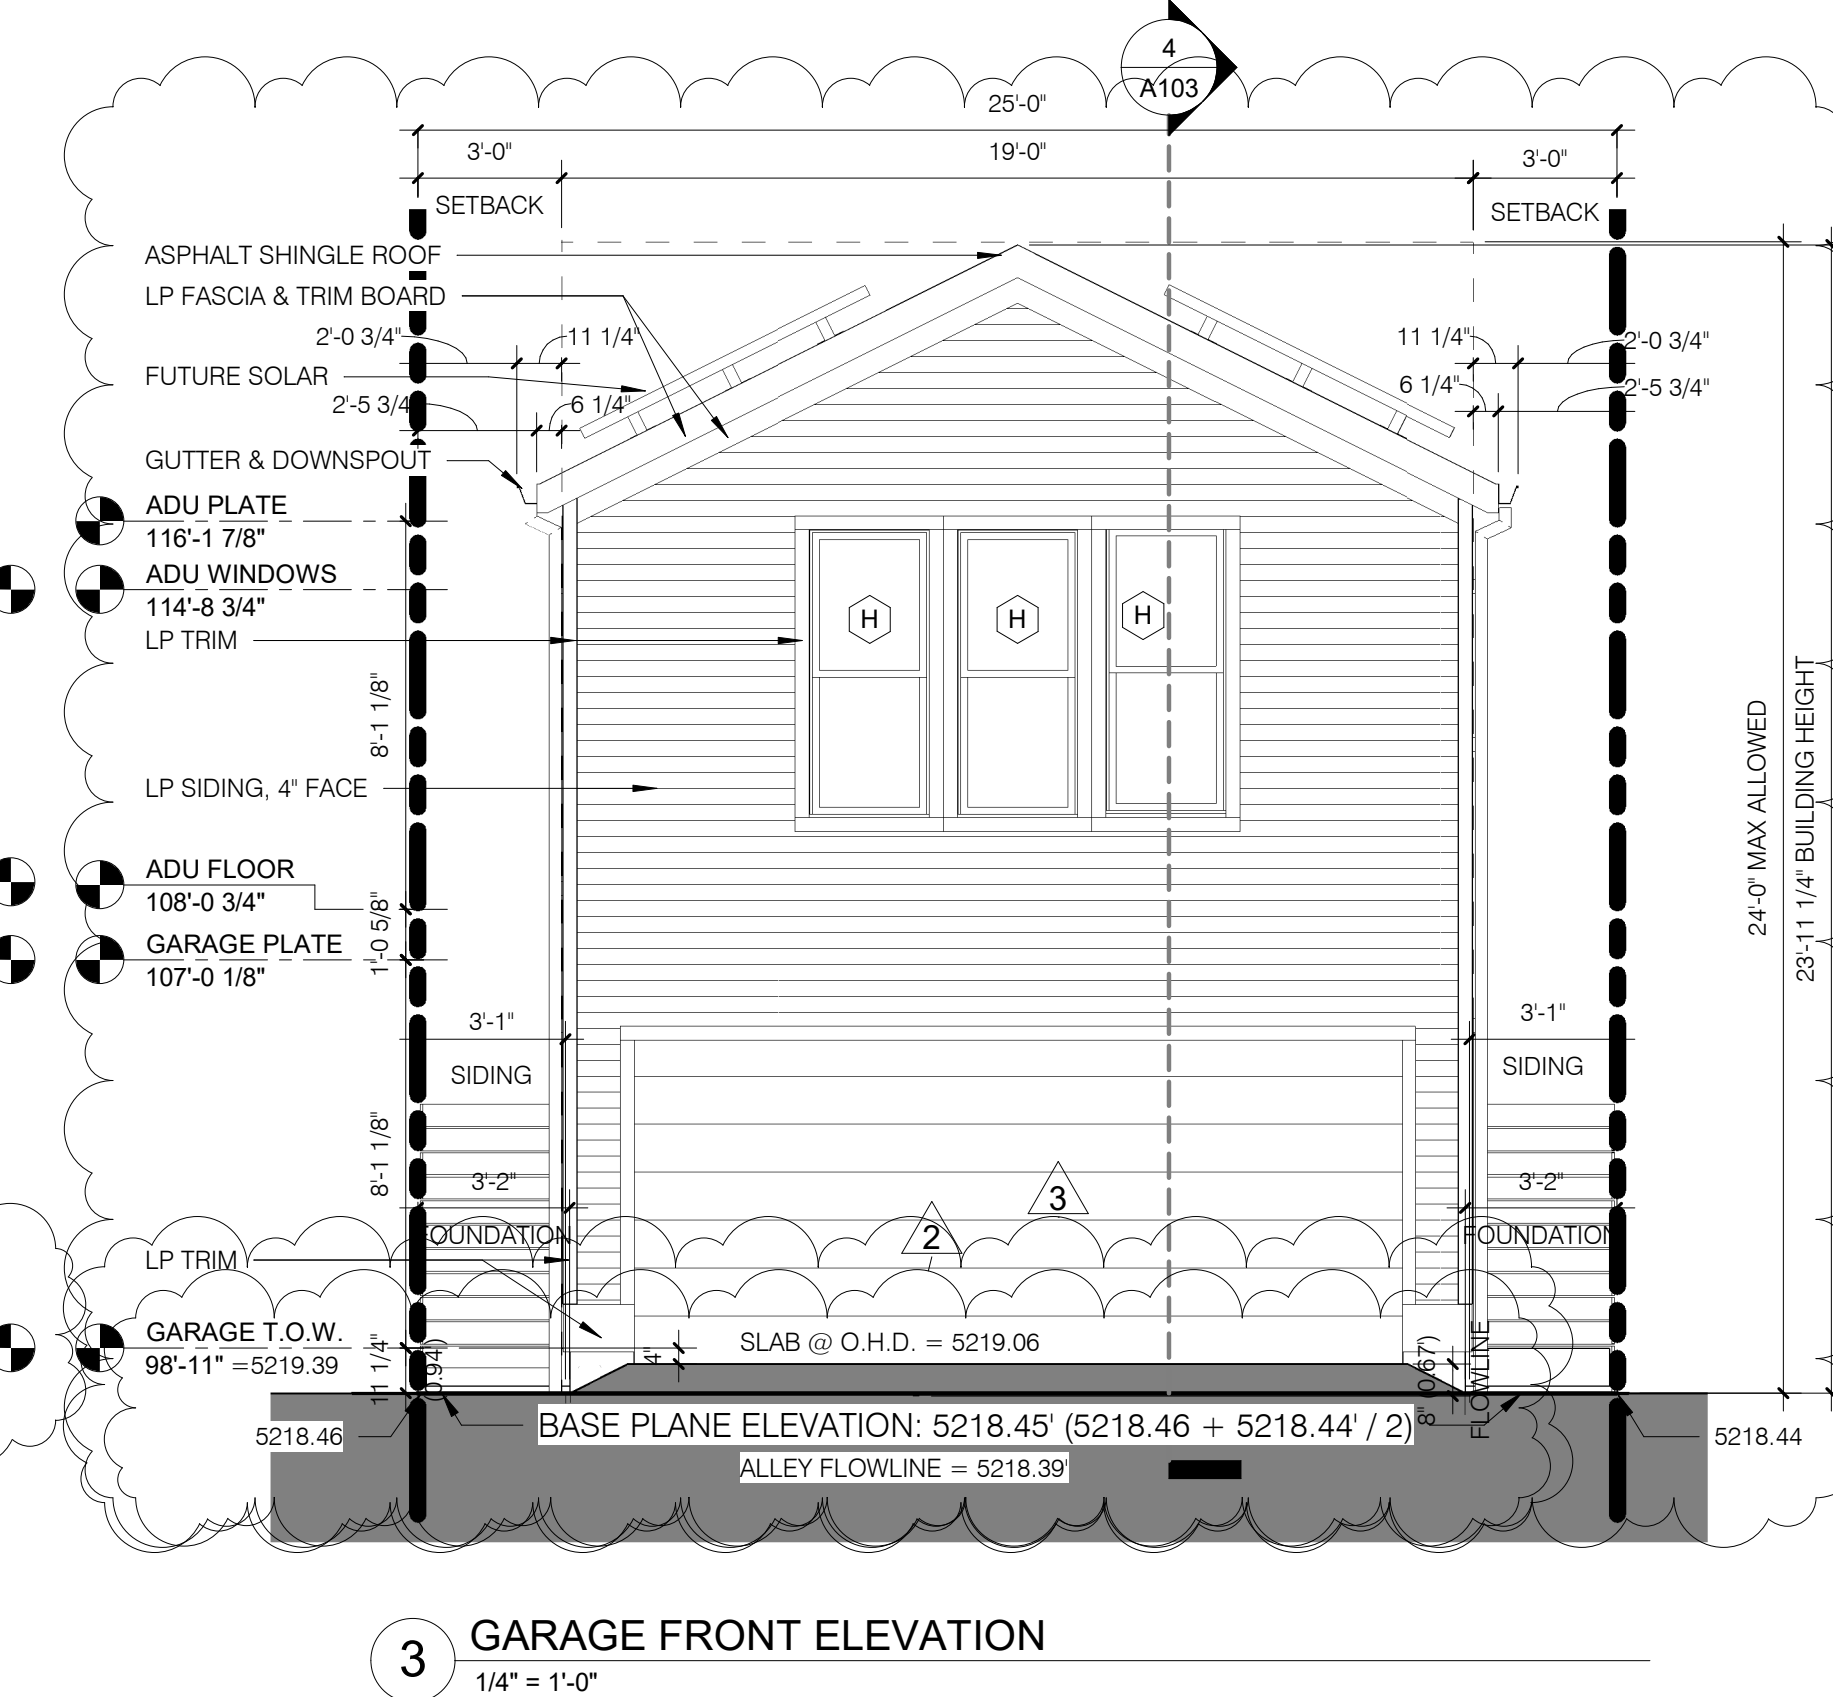 4
A103
25'-0"
3'-0"
19'-0"
3'-0"
SETBACK
SETBACK
ASPHALT SHINGLE ROOF
LP FASCIA & TRIM BOARD
2'-0 3/4"
11 1/4"
11 1/4"
2'-0 3/4"
FUTURE SOLAR
2'-5 3/4
6 1/4"
6 1/4"
2'-5 3/4"
GUTTER & DOWNSPOUT
ADU PLATE
116'-1 7/8"
ADU WINDOWS
114'-8 3/4"
H
H
H
LP TRIM
8'-1 1/8"
24'-0" MAX ALLOWED
23'-11 1/4" BUILDING HEIGHT
LP SIDING, 4" FACE
ADU FLOOR
108'-0 3/4"
1'-0 5/8"
GARAGE PLATE
107'-0 1/8"
3'-1"
3'-1"
SIDING
SIDING
8'-1 1/8"
3'-2"
3'-2"
3
2
FOUNDATION
FOUNDATION
LP TRIM
GARAGE T.O.W.
98'-11" =5219.39
11 1/4"
(0.94')
4"
SLAB @ O.H.D. = 5219.06
8" (0.67')
FLOWLINE
BASE PLANE ELEVATION: 5218.45' (5218.46 + 5218.44' / 2)
5218.46
5218.44
ALLEY FLOWLINE = 5218.39'
3
GARAGE FRONT ELEVATION
1/4" = 1'-0"